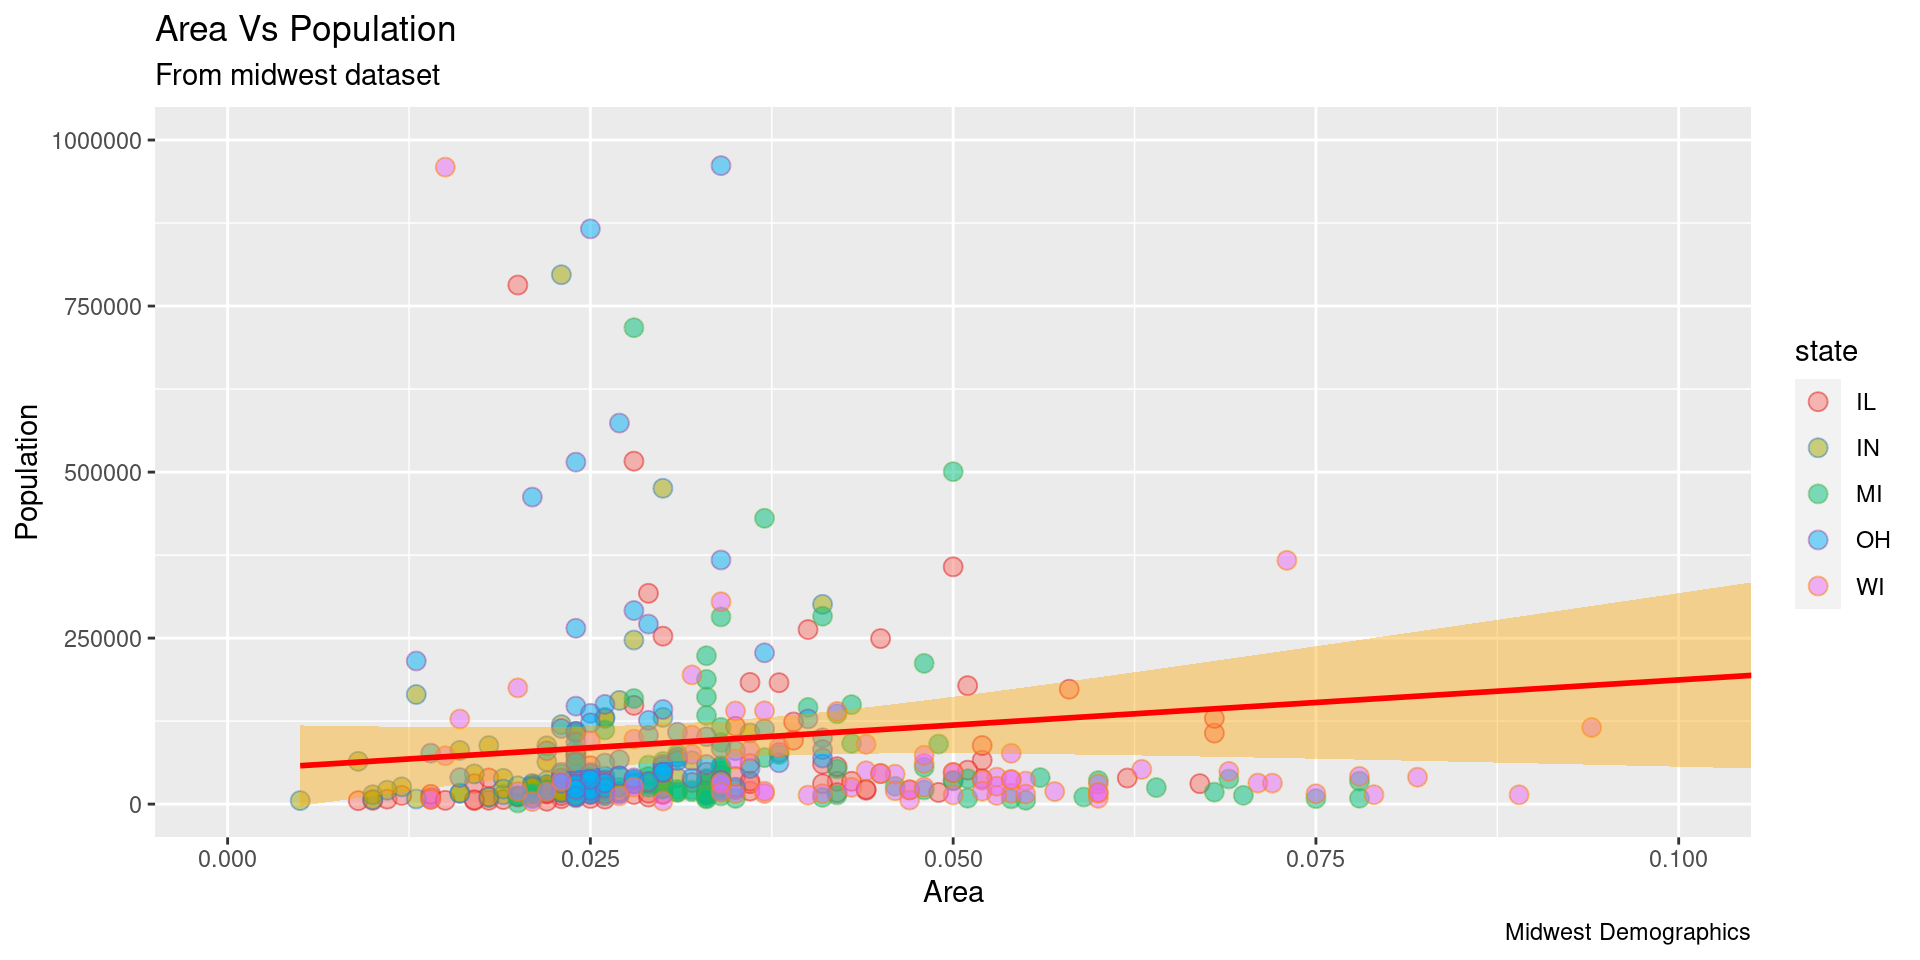 Area Vs Population
From midwest dataset
1000000
750000
500000
250000
0
Population
0.000 0.025 0.050 0.075 0.100
Area
state
IL
IN
MI
OH
WI
Midwest Demographics